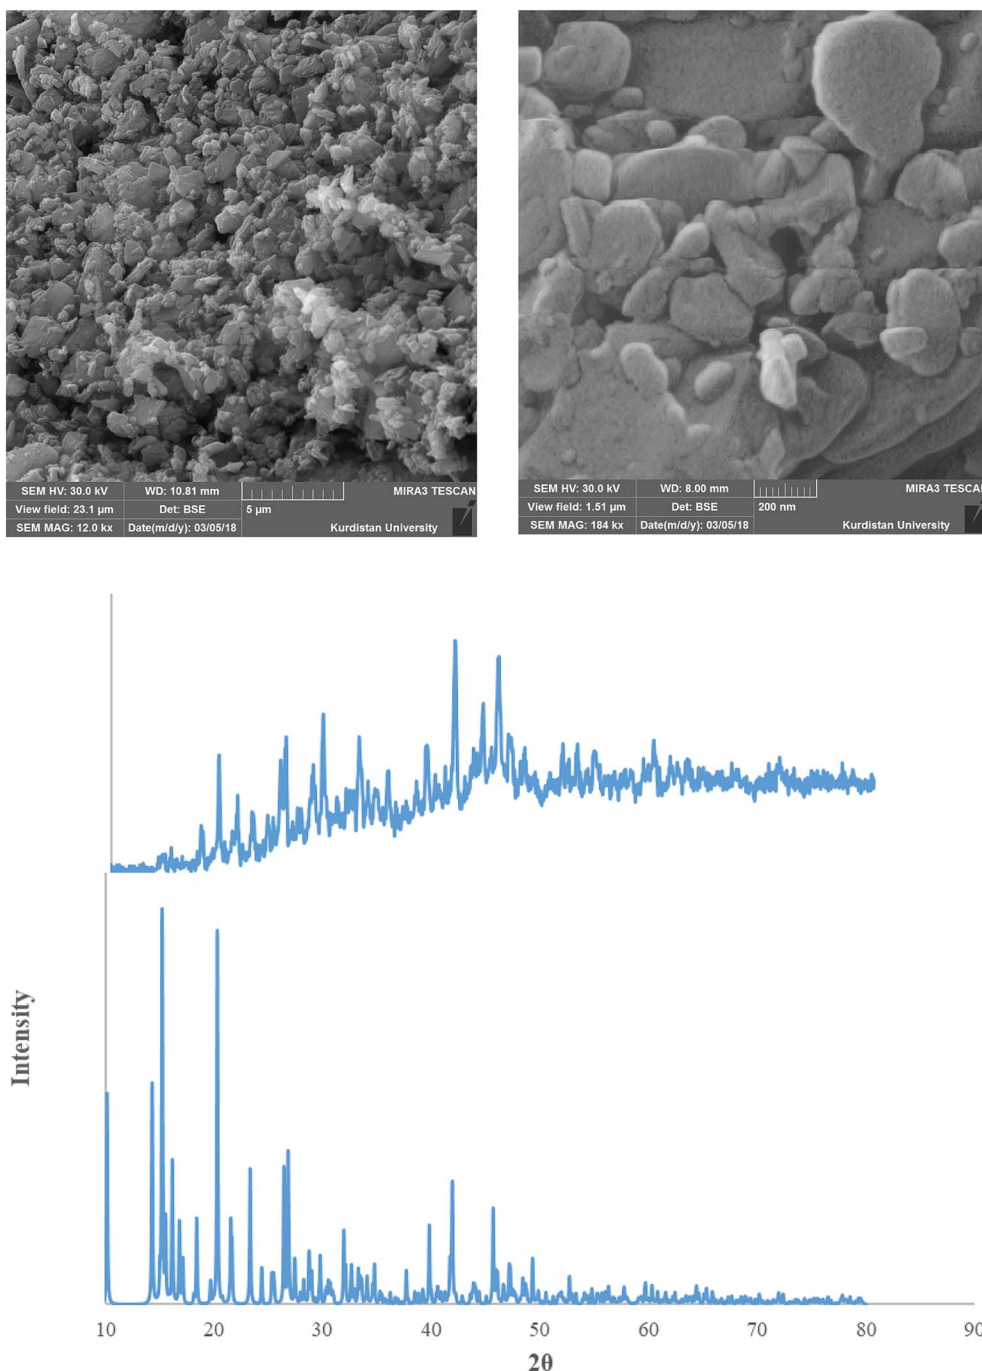 SEM HV: 30.0 kV WD: 10.81 mm MIRA3 TESCAN
View field: 23.1 µm Det: BSE 5 µm
SEM MAG: 12.0 kx Date(m/d/y): 03/05/18 Kurdistan University
SEM HV: 30.0 kV WD: 8.00 mm MIRA3 TESCAN
View field: 1.51 µm Det: BSE 200 nm
SEM MAG: 184 kx Date(m/d/y): 03/05/18 Kurdistan University
Intensity
10 20 30 40 50 60 70 80 90
2θ